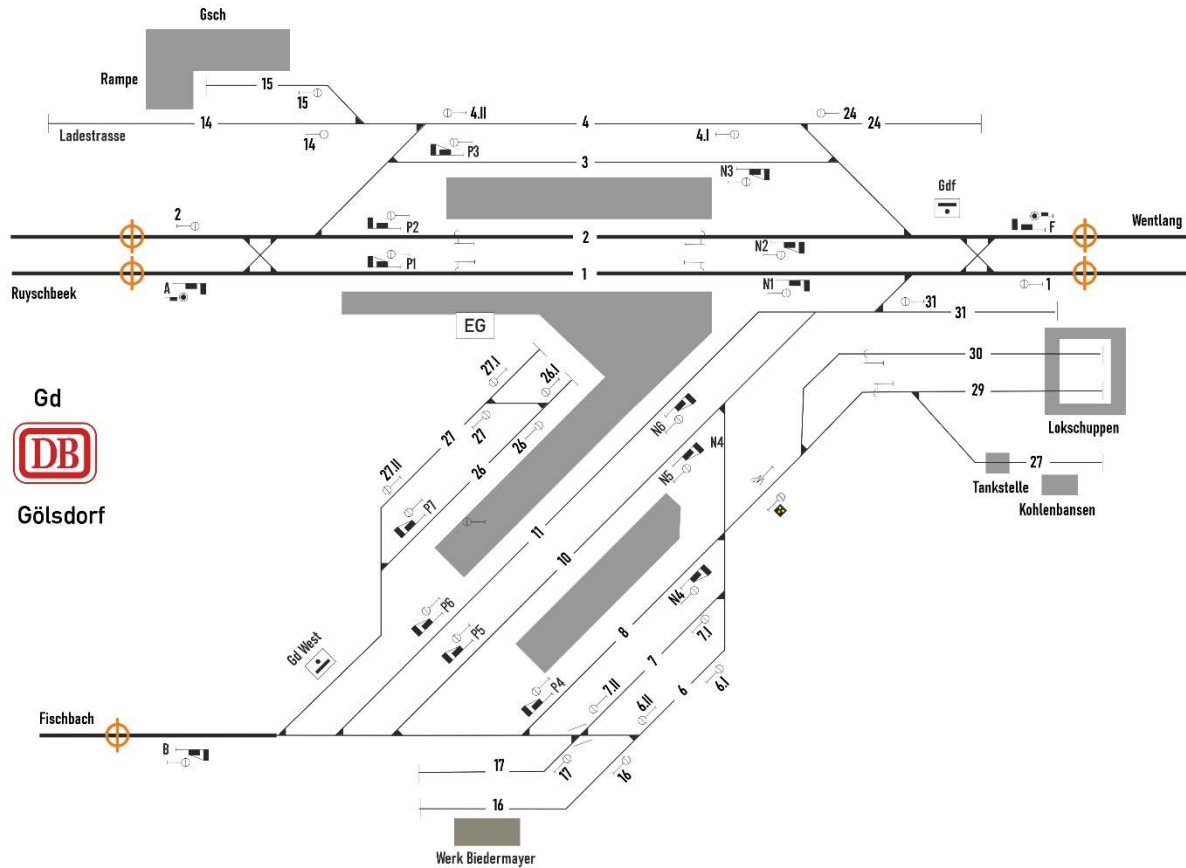 Gsch
Rampe
15
15
14
Ladestrasse
14
4.II
4
4.I
24
24
P3
3
N3
Gdf
2
P2
2
N2
F
Wentlang
P1
1
N1
1
A
Ruyschbeek
EG
31
31
30
29
Lokschuppen
27
Tankstelle
Kohlenbansen
27.I
26.I
27
27
26
26
27.II
P7
N6
N4
N5
Gd
DB
Gölsdorf
11
10
P6
P5
N4
8
7
7.I
6
6.I
Gd West
P4
7.II
6.II
Fischbach
B
17
17
16
16
Werk Biedermayer